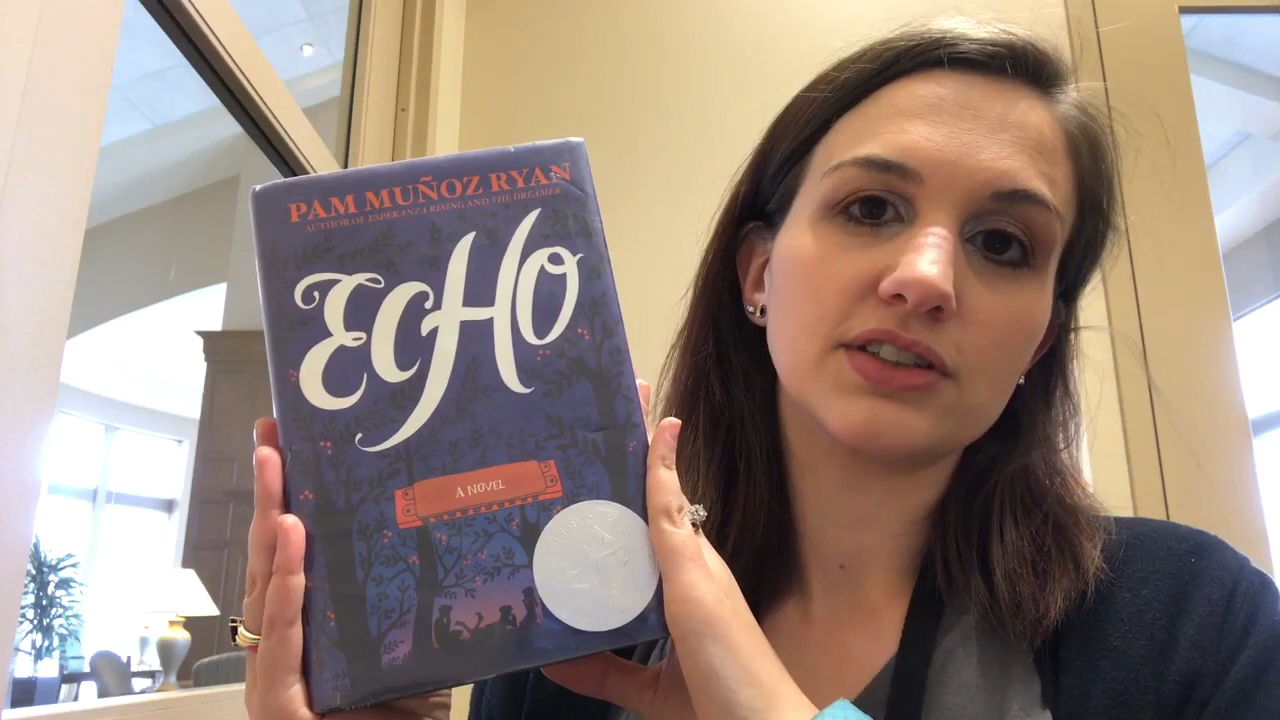 PAM MUÑOZ RYAN
AUTHOR OF ESPERANZA RISING AND THE DREAMER
ECHO
A NOVEL